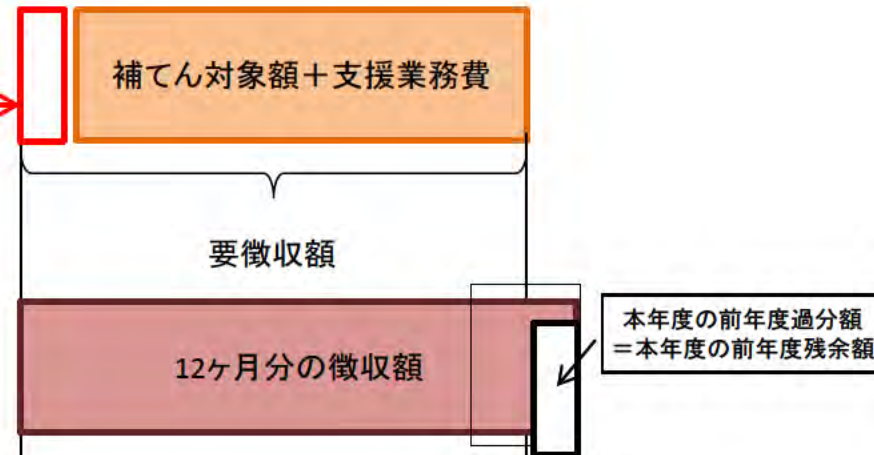 補てん対象額＋支援業務費
要徴収額
12ヶ月分の徴収額
本年度の前年度過分額
＝本年度の前年度残余額